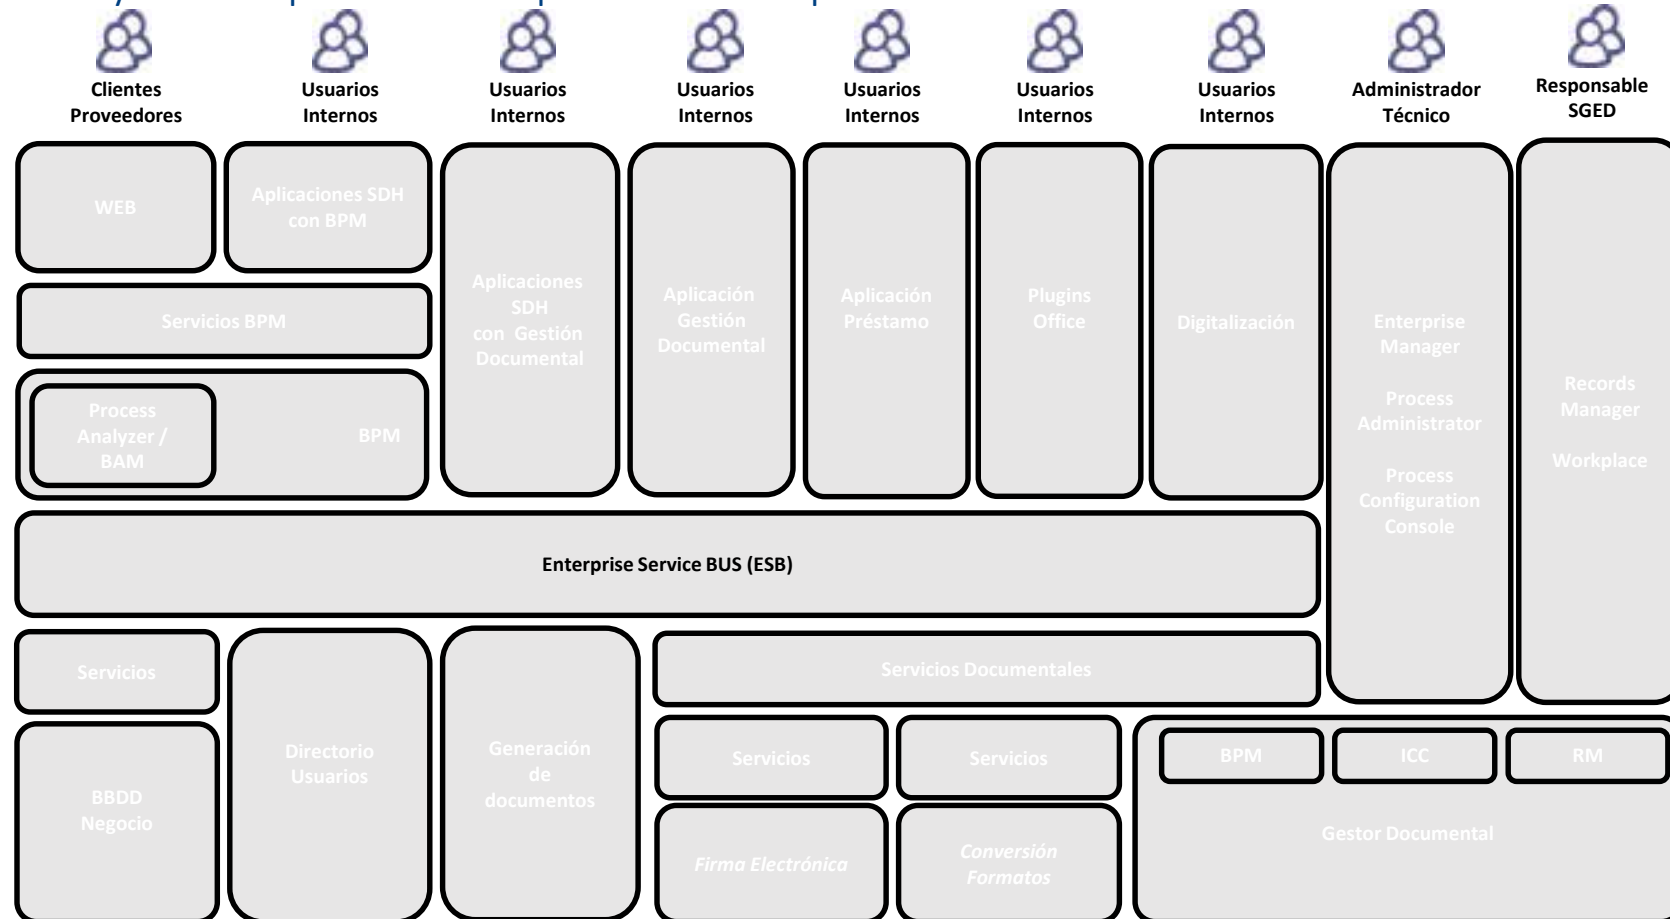 Clientes
Proveedores
Usuarios
Internos
Usuarios
Internos
Usuarios
Internos
Usuarios
Internos
Usuarios
Internos
Usuarios
Internos
Administrador
Técnico
Responsable
SGED
WEB
Aplicaciones SDH
con BPM
Servicios BPM
Process
Analyzer /
BAM
BPM
Aplicaciones
SDH
con Gestión
Documental
Aplicación
Gestión
Documental
Aplicación
Préstamo
Plugins
Office
Digitalización
Enterprise
Manager
Process
Administrator
Process
Configuration
Console
Records
Manager
Workplace
Enterprise Service BUS (ESB)
Servicios
BBDD
Negocio
Directorio
Usuarios
Generación
de
documentos
Servicios Documentales
Servicios
Servicios
Firma Electrónica
Conversión
Formatos
BPM
ICC
RM
Gestor Documental